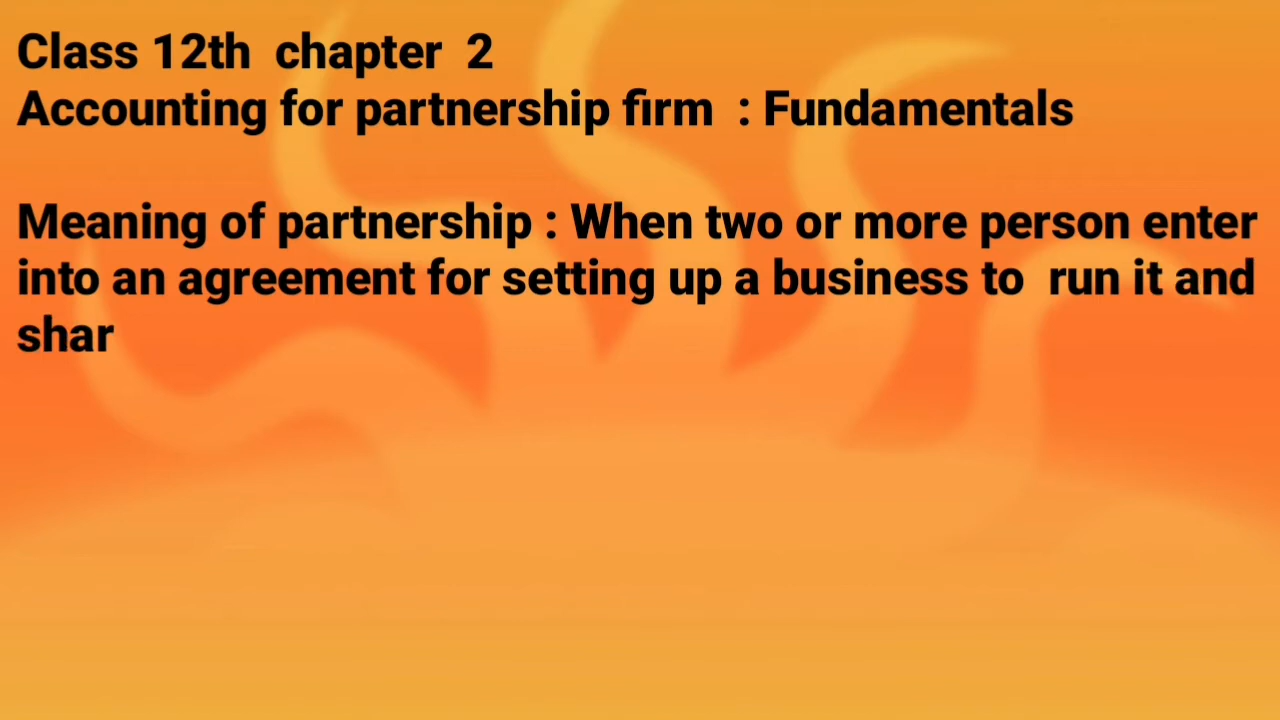 Class 12th chapter 2
Accounting for partnership firm : Fundamentals
Meaning of partnership : When two or more person enter
into an agreement for setting up a business to run it and
shar